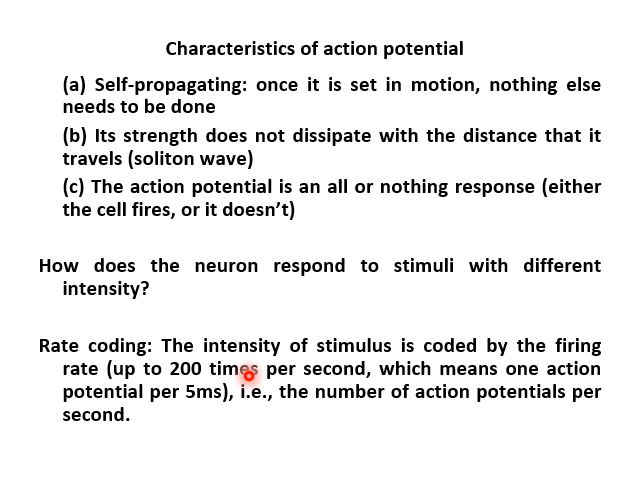 Characteristics of action potential
(a) Self-propagating: once it is set in motion, nothing else
needs to be done
(b) Its strength does not dissipate with the distance that it
travels (soliton wave)
(c) The action potential is an all or nothing response (either
the cell fires, or it doesn’t)
How does the neuron respond to stimuli with different
intensity?
Rate coding: The intensity of stimulus is coded by the firing
rate (up to 200 times per second, which means one action
potential per 5ms), i.e., the number of action potentials per
second.